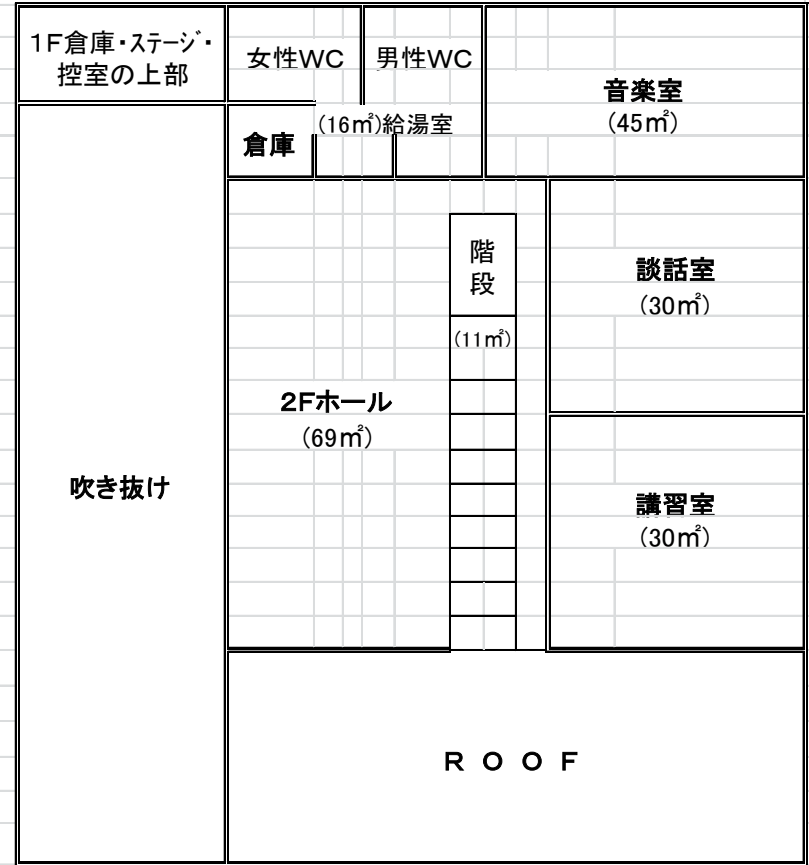 1F倉庫・ステージ・
控室の上部
女性WC
男性WC
音楽室
(45㎡)
(16㎡)給湯室
倉庫
階
段
(11㎡)
談話室
(30㎡)
2Fホール
(69㎡)
吹き抜け
講習室
(30㎡)
ROOF